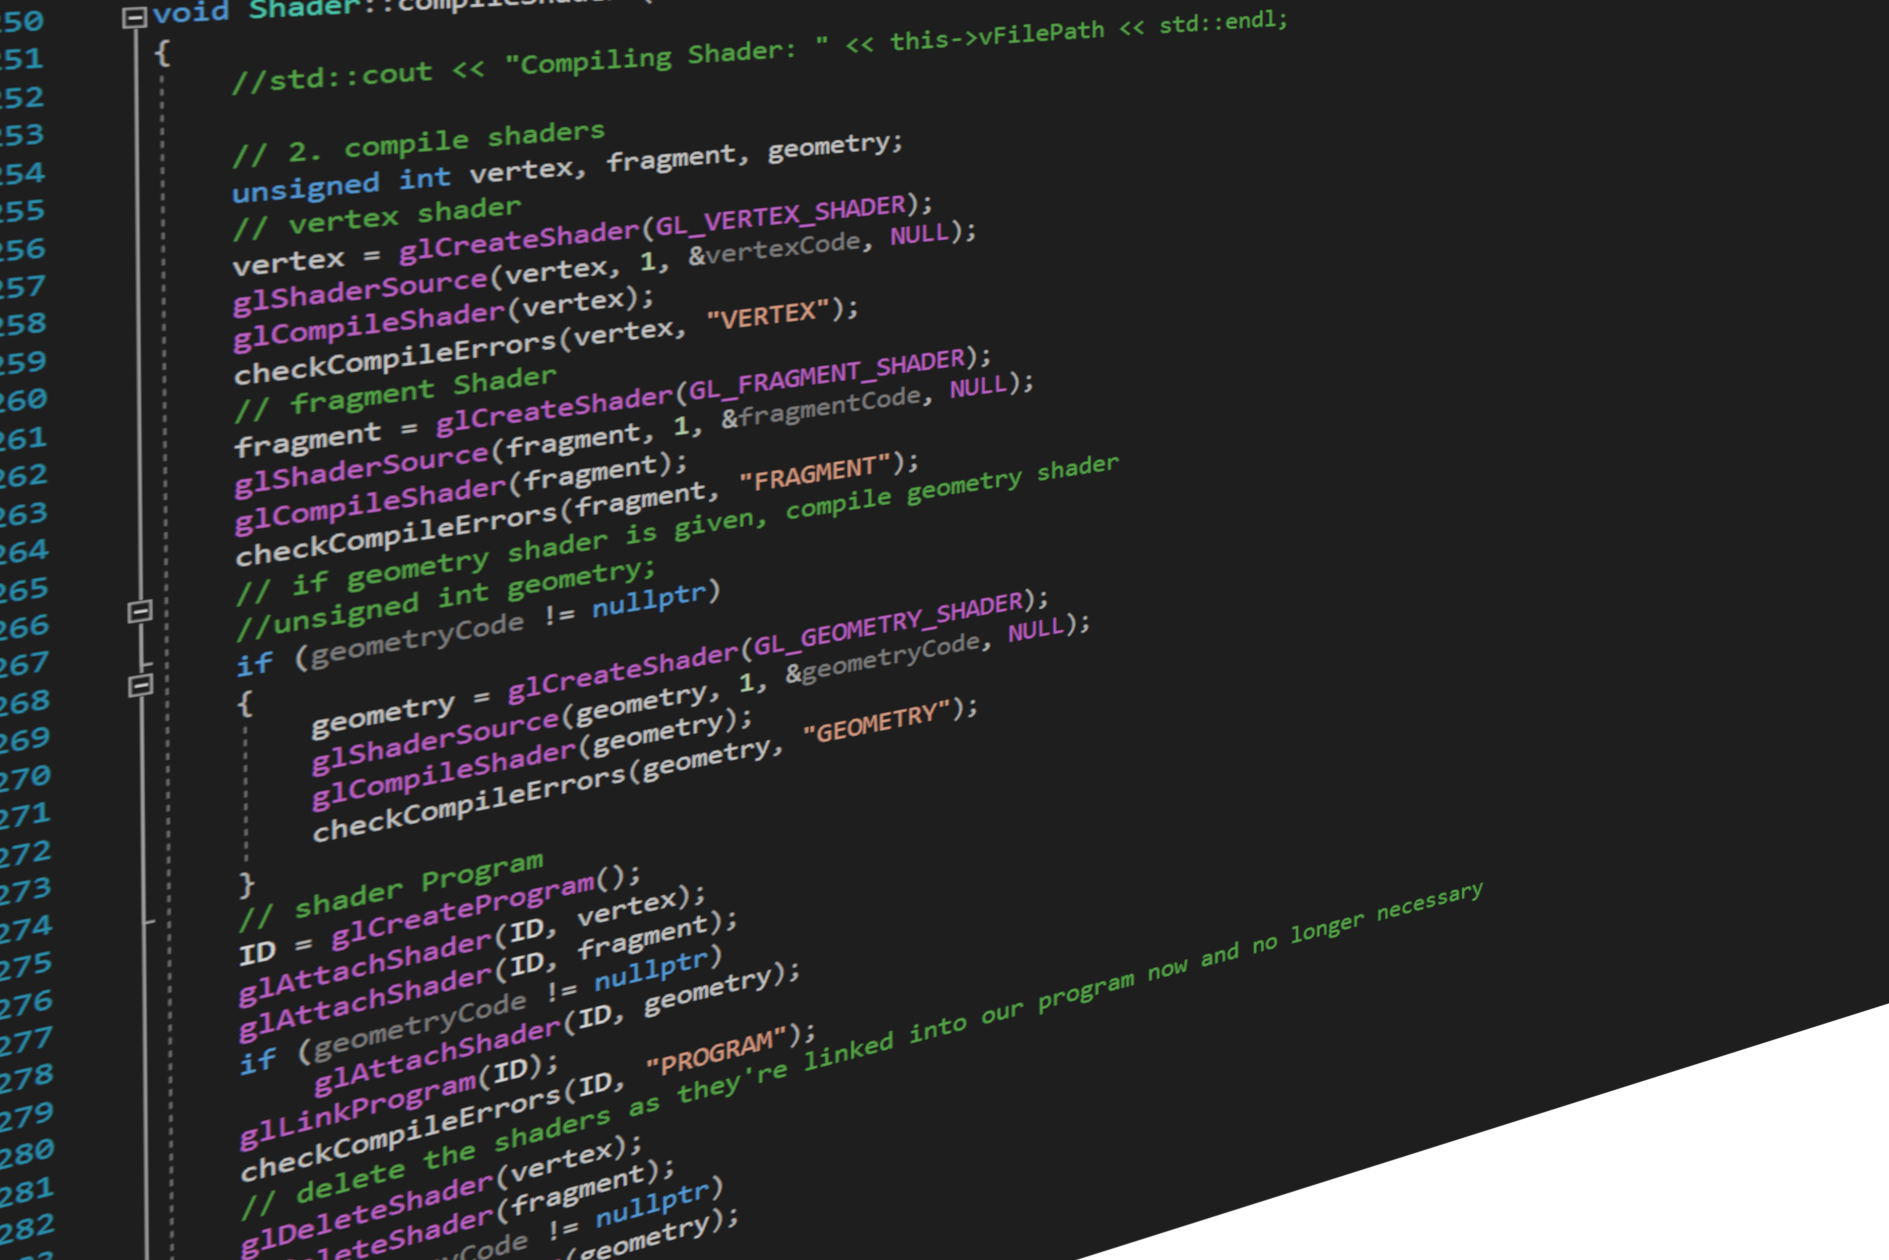 250 void Shader::compileShader(
251 {
252 //std::cout << "Compiling Shader: " << this->vFilePath << std::endl;
253
254 // 2. compile shaders
255 unsigned int vertex, fragment, geometry;
256 // vertex shader
257 vertex = glCreateShader(GL_VERTEX_SHADER);
258 glShaderSource(vertex, 1, &vertexCode, NULL);
259 glCompileShader(vertex);
260 checkCompileErrors(vertex, "VERTEX");
261 // fragment Shader
262 fragment = glCreateShader(GL_FRAGMENT_SHADER);
263 glShaderSource(fragment, 1, &fragmentCode, NULL);
264 glCompileShader(fragment);
265 checkCompileErrors(fragment, "FRAGMENT");
266 // if geometry shader is given, compile geometry shader
267 //unsigned int geometry;
268 if (geometryCode != nullptr)
269 {
270 geometry = glCreateShader(GL_GEOMETRY_SHADER);
271 glShaderSource(geometry, 1, &geometryCode, NULL);
272 glCompileShader(geometry);
273 checkCompileErrors(geometry, "GEOMETRY");
274 }
275 // shader Program
276 ID = glCreateProgram();
277 glAttachShader(ID, vertex);
278 glAttachShader(ID, fragment);
279 if (geometryCode != nullptr)
280 glAttachShader(ID, geometry);
281 glLinkProgram(ID);
282 checkCompileErrors(ID, "PROGRAM");
// delete the shaders as they're linked into our program now and no longer necessary
glDeleteShader(vertex);
leteShader(fragment);
yCode != nullptr)
(geometry);